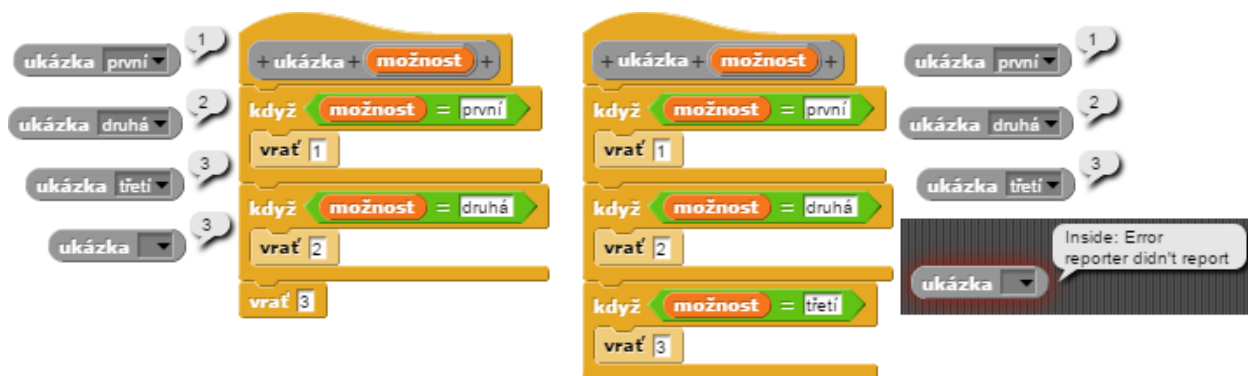 ukázka první
1
ukázka druhá
2
ukázka třetí
3
ukázka
3
+ ukázka + možnost +
když možnost = první
vrať 1
když možnost = druhá
vrať 2
vrať 3
+ ukázka + možnost +
když možnost = první
vrať 1
když možnost = druhá
vrať 2
když možnost = třetí
vrať 3
ukázka první
1
ukázka druhá
2
ukázka třetí
3
ukázka
Inside: Error
reporter didn't report